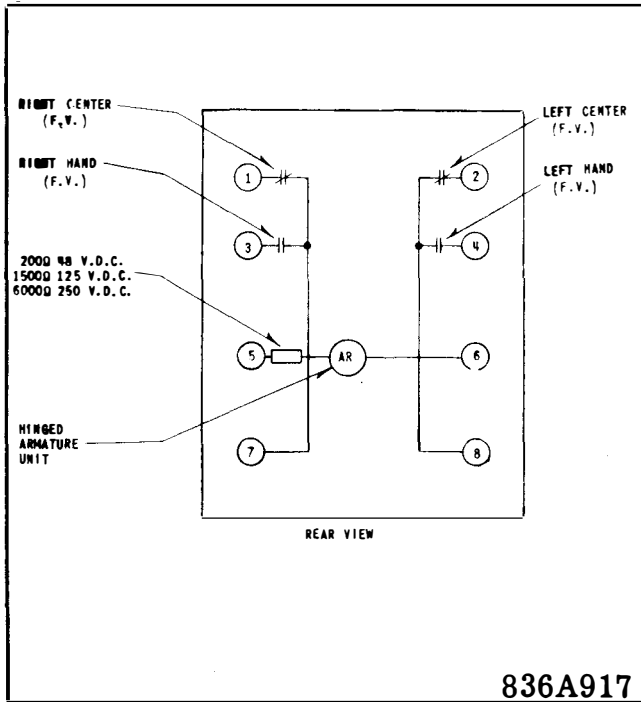 RIGHT CENTER
(F.V.)
LEFT CENTER
(F.V.)
RIGHT HAND
(F.V.)
LEFT HAND
(F.V.)
1
2
3
4
200Ω 48 V.D.C.
1500Ω 125 V.D.C.
6000Ω 250 V.D.C.
5
AR
6
HINGED
ARMATURE
UNIT
7
8
REAR VIEW
836A917